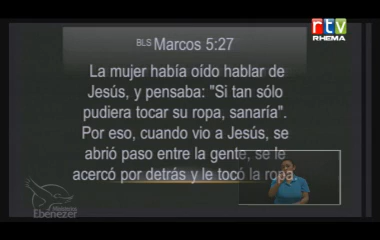 rtv
RHEMA
BLS Marcos 5:27
La mujer había oído hablar de
Jesús, y pensaba: "Si tan sólo
pudiera tocar su ropa, sanaría".
Por eso, cuando vio a Jesús, se
abrió paso entre la gente, se le
acercó por detrás y le tocó la ropa.
Ministerios
Ebenezer